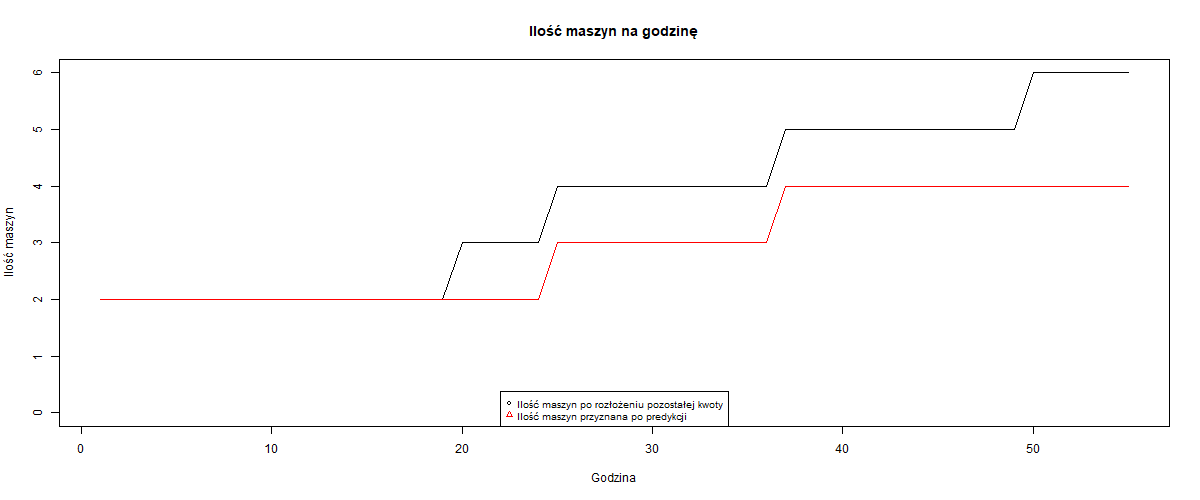 Ilość maszyn na godzinę
Ilość maszyn
6
5
4
3
2
1
0
Ilość maszyn po rozłożeniu pozostałej kwoty
Ilość maszyn przyznana po predykcji
0 10 20 30 40 50
Godzina